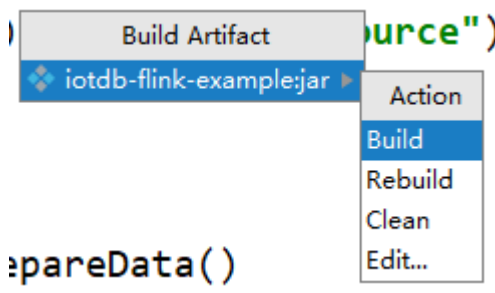 ) Build Artifact ource")
iotdb-flink-example:jar
Action
Build
Rebuild
Clean
Edit...
epareData()